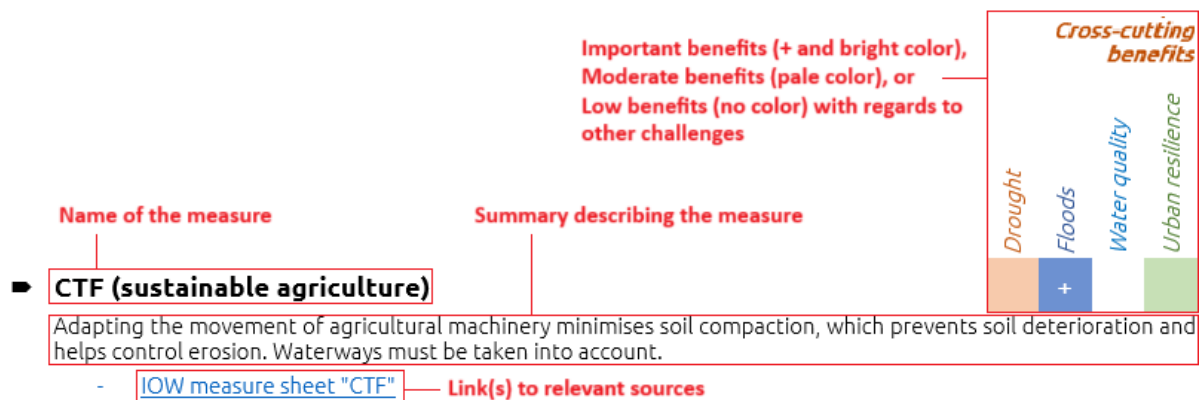 Cross-cutting
benefits
Important benefits (+ and bright color),
Moderate benefits (pale color), or
Low benefits (no color) with regards to
other challenges
Drought
Floods
Water quality
Urban resilience
Name of the measure
Summary describing the measure
CTF (sustainable agriculture)
+
Adapting the movement of agricultural machinery minimises soil compaction, which prevents soil deterioration and
helps control erosion. Waterways must be taken into account.
- IOW measure sheet "CTF"
Link(s) to relevant sources